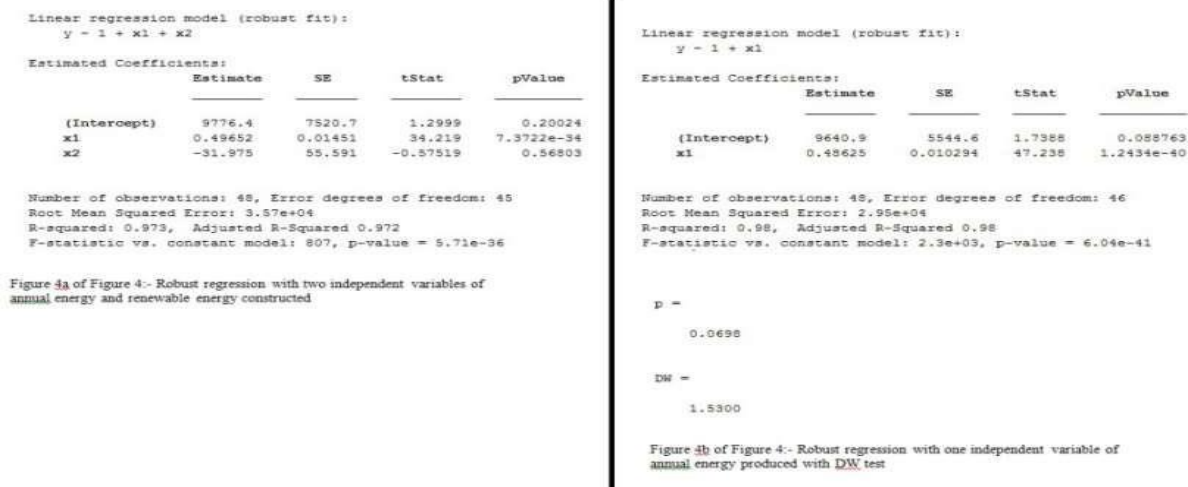 Linear regression model (robust fit):
y ~ 1 + x1 + x2
Estimated Coefficients:
Estimate SE tStat pValue
(Intercept) 9776.4 7520.7 1.2999 0.20024
x1 0.49652 0.01451 34.219 7.3722e-34
x2 -31.975 55.591 -0.57519 0.56803
Number of observations: 48, Error degrees of freedom: 45
Root Mean Squared Error: 3.57e+04
R-squared: 0.973, Adjusted R-Squared 0.972
F-statistic vs. constant model: 807, p-value = 5.71e-36
Figure 4a of Figure 4:- Robust regression with two independent variables of
annual energy and renewable energy constructed
Linear regression model (robust fit):
y ~ 1 + x1
Estimated Coefficients:
Estimate SE tStat pValue
(Intercept) 9640.9 5544.6 1.7388 0.088763
x1 0.48625 0.010294 47.235 1.2434e-40
Number of observations: 48, Error degrees of freedom: 46
Root Mean Squared Error: 2.95e+04
R-squared: 0.98, Adjusted R-Squared 0.98
F-statistic vs. constant model: 2.3e+03, p-value = 6.04e-41
p =
0.0698
DW =
1.5300
Figure 4b of Figure 4:- Robust regression with one independent variable of
annual energy produced with DW test